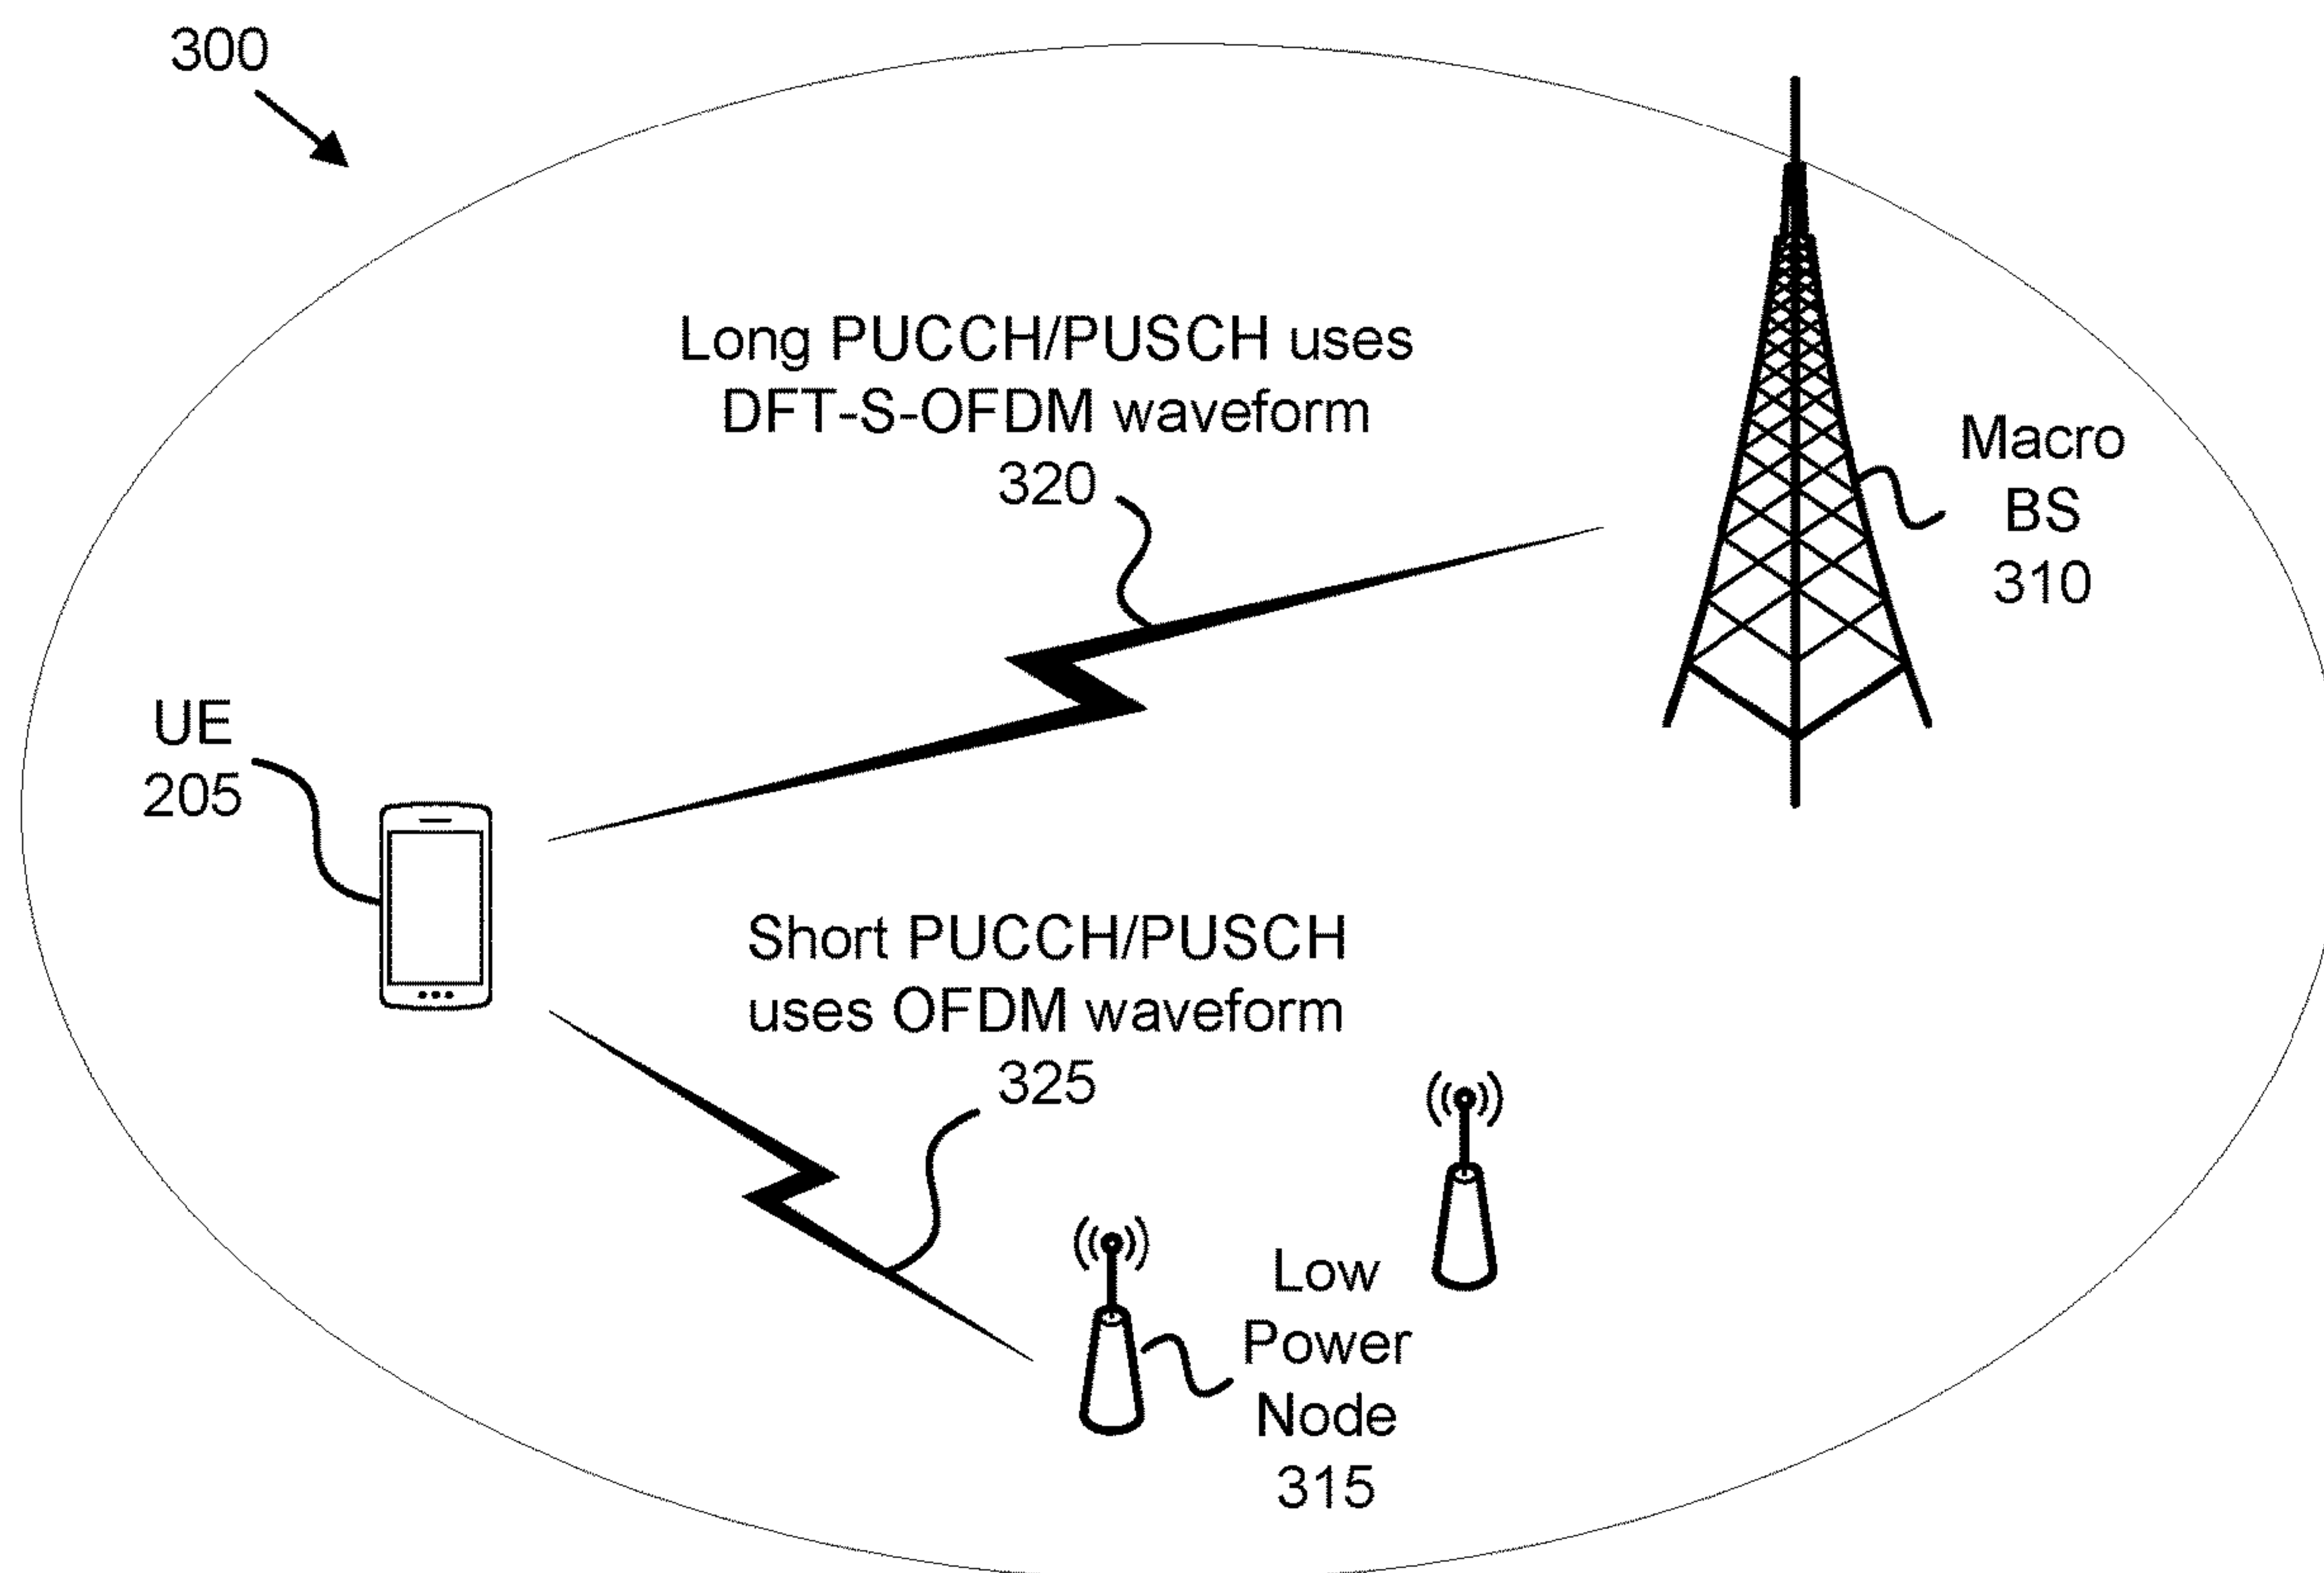 300
Long PUCCH/PUSCH uses
DFT-S-OFDM waveform
320
Macro
BS
310
UE
205
Short PUCCH/PUSCH
uses OFDM waveform
325
Low
Power
Node
315